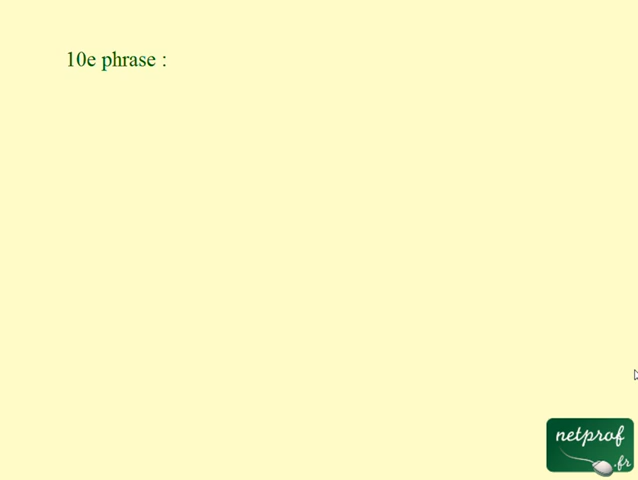 10e phrase :
netprof
.fr